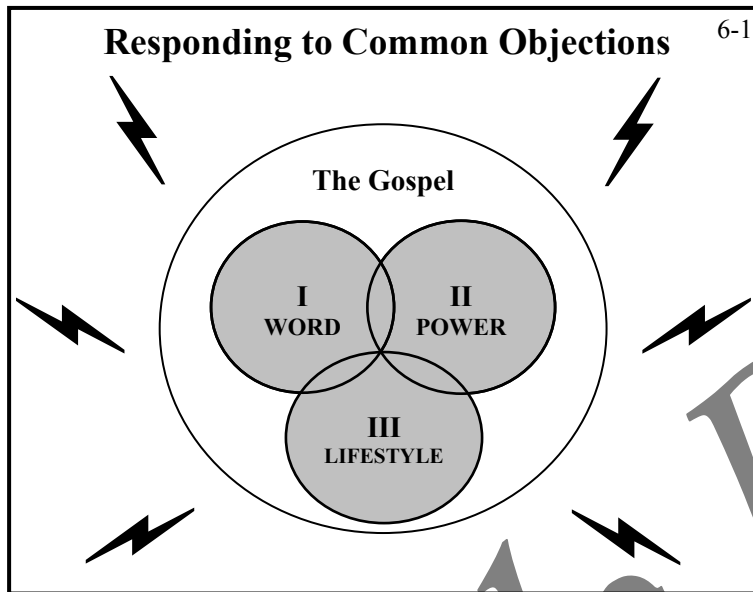 Responding to Common Objections
6-1
The Gospel
I
WORD
II
POWER
III
LIFESTYLE